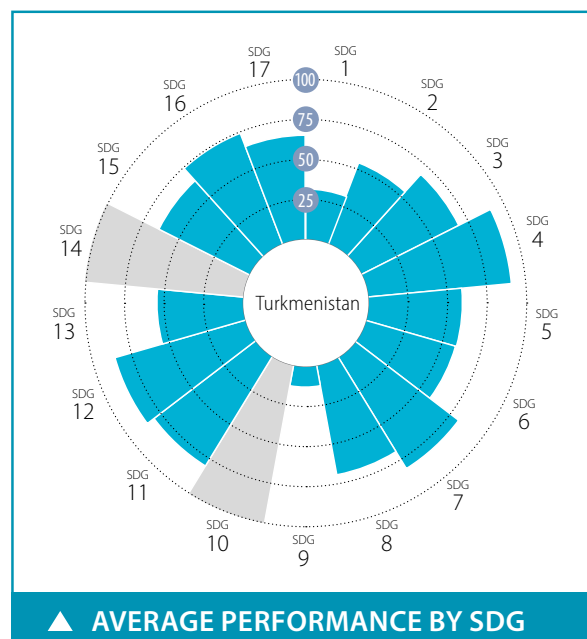 SDG
1
SDG
2
SDG
3
SDG
4
SDG
5
SDG
6
SDG
7
SDG
8
SDG
9
SDG
10
SDG
11
SDG
12
SDG
13
SDG
14
SDG
15
SDG
16
SDG
17
100
75
50
25
Turkmenistan
▲ AVERAGE PERFORMANCE BY SDG